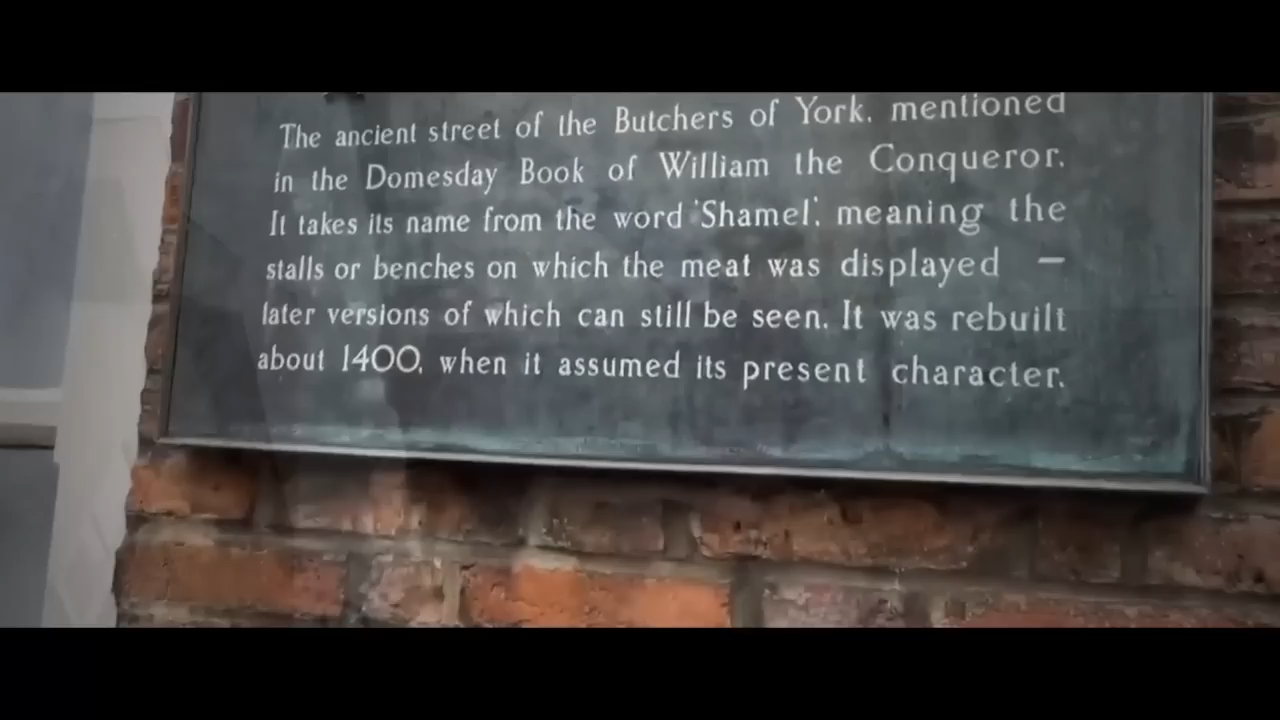 The ancient street of the Butchers of York, mentioned
in the Domesday Book of William the Conqueror.
It takes its name from the word 'Shamel', meaning the
stalls or benches on which the meat was displayed —
later versions of which can still be seen. It was rebuilt
about 1400, when it assumed its present character.